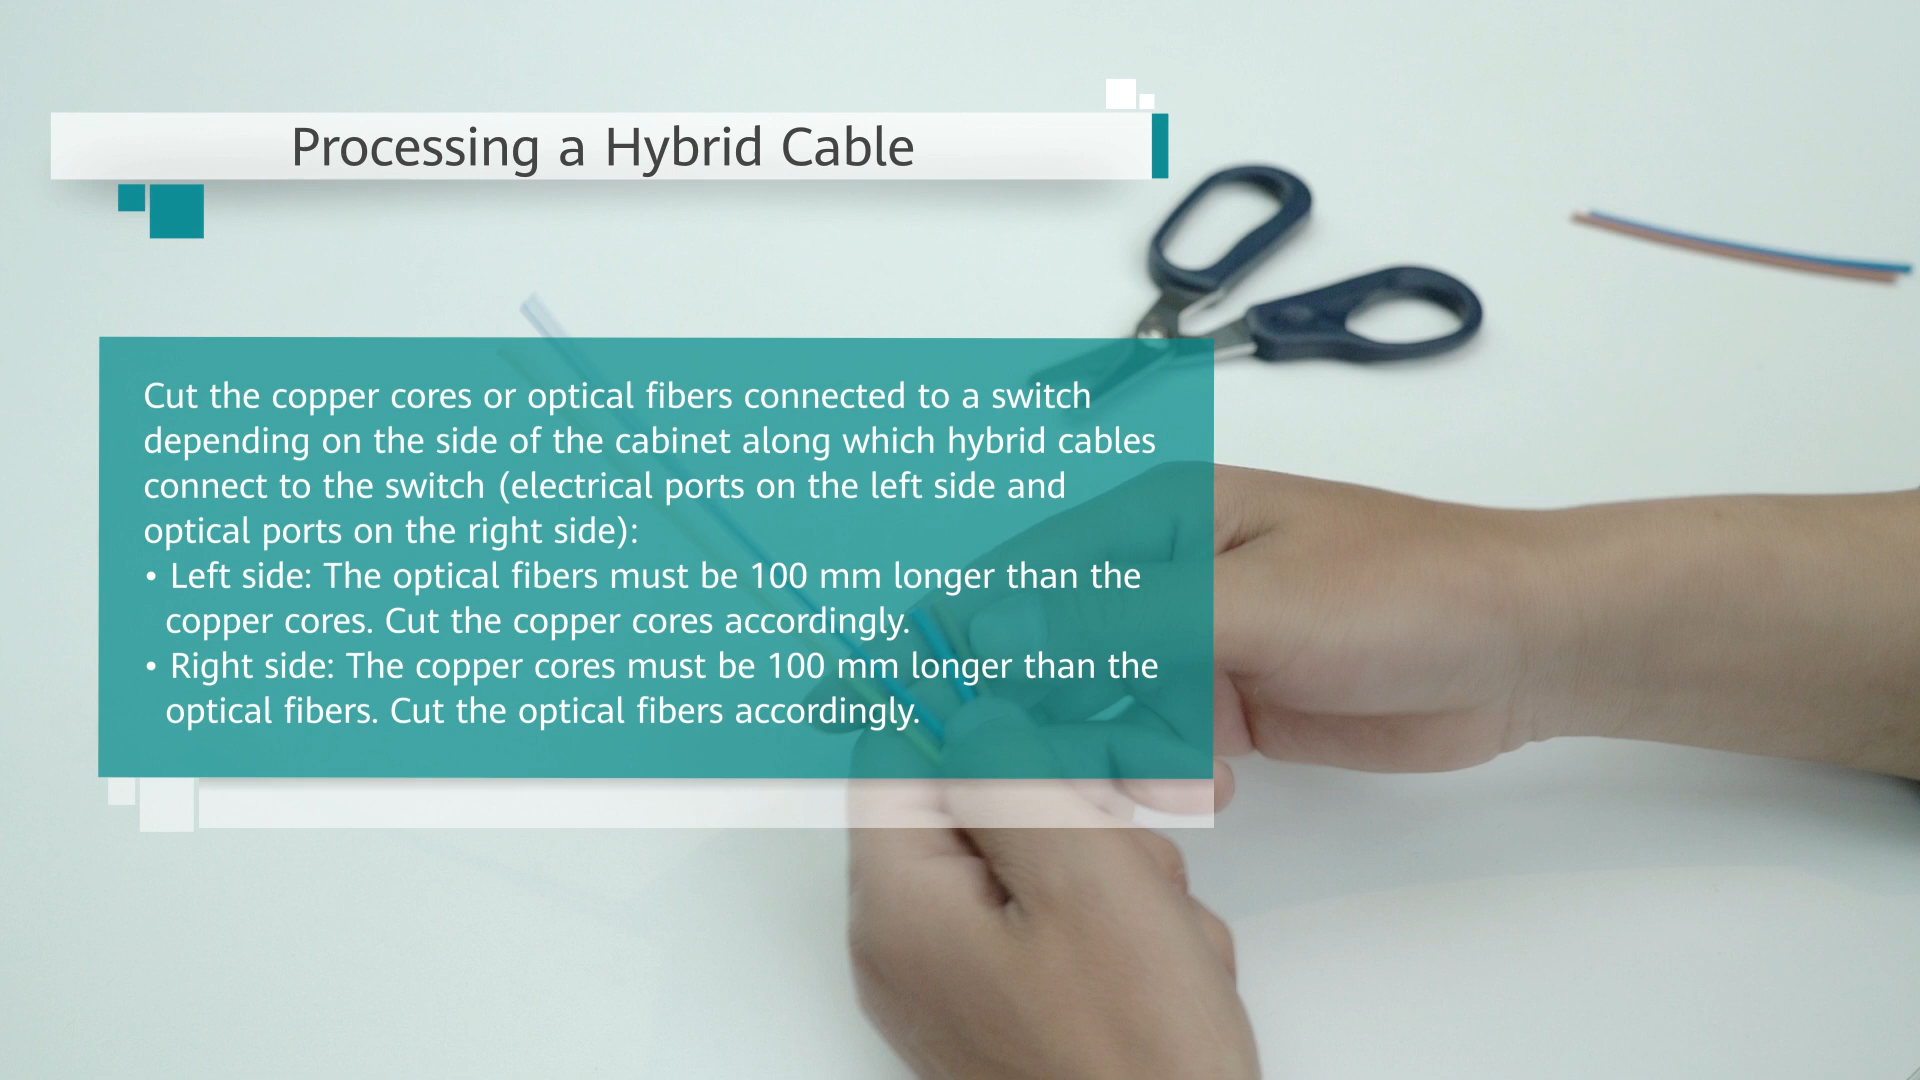 Processing a Hybrid Cable
Cut the copper cores or optical fibers connected to a switch
depending on the side of the cabinet along which hybrid cables
connect to the switch (electrical ports on the left side and
optical ports on the right side):
• Left side: The optical fibers must be 100 mm longer than the
copper cores. Cut the copper cores accordingly.
• Right side: The copper cores must be 100 mm longer than the
optical fibers. Cut the optical fibers accordingly.